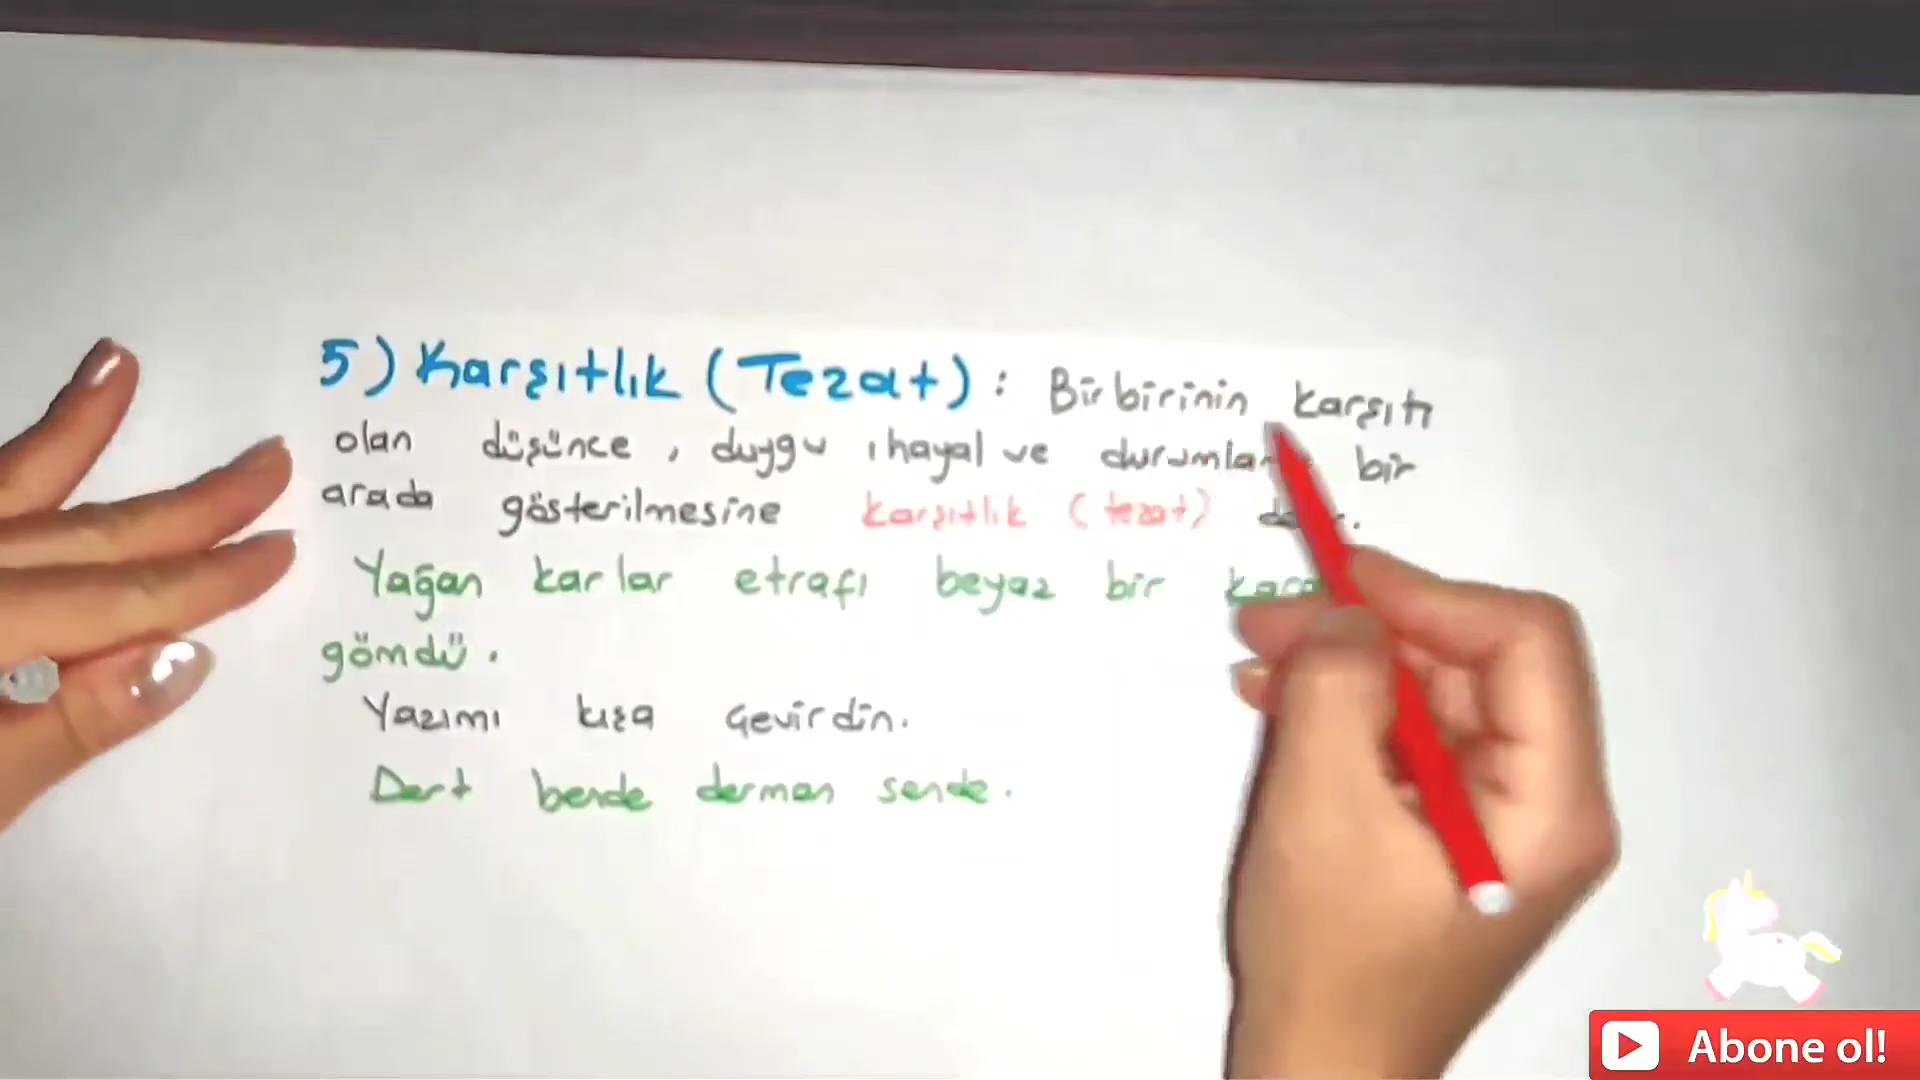 5) Karşıtlık (Tezat) : Birbirinin karşıtı
olan düşünce , duygu , hayal ve bir
arada gösterilmesine karşıtlık (tezat)
Yağan karlar etrafı beyaz bir
gömdü .
Yazımı kışa çevirdin.
Dert bende derman sende.
Abone ol!